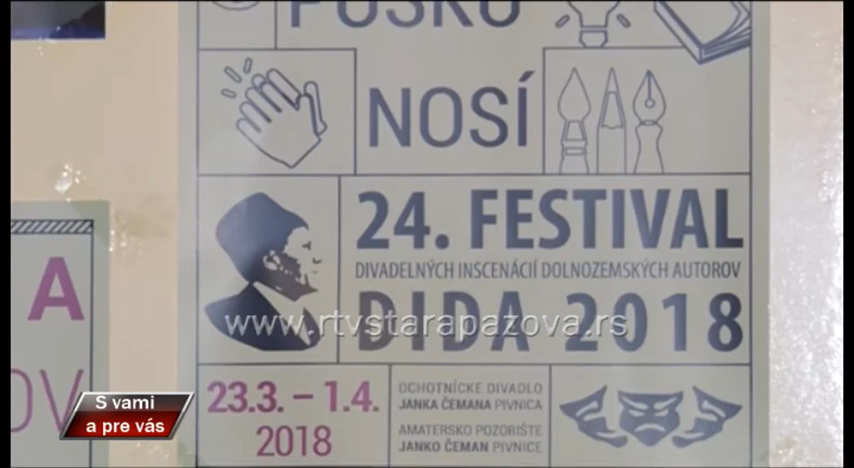 NOSÍ
24. FESTIVAL
DIVADELNÝCH INSCENÁCIÍ DOLNOZEMSKÝCH AUTOROV
www.rtvstarapazova.rs
DIDA 2018
A
OV
23.3. – 1.4.
2018
OCHOTNÍCKE DIVADLO
JANKA ČEMANA PIVNICA
AMATERSKO POZORIŠTE
JANKO ČEMAN PIVNICE
S vami
a pre vás